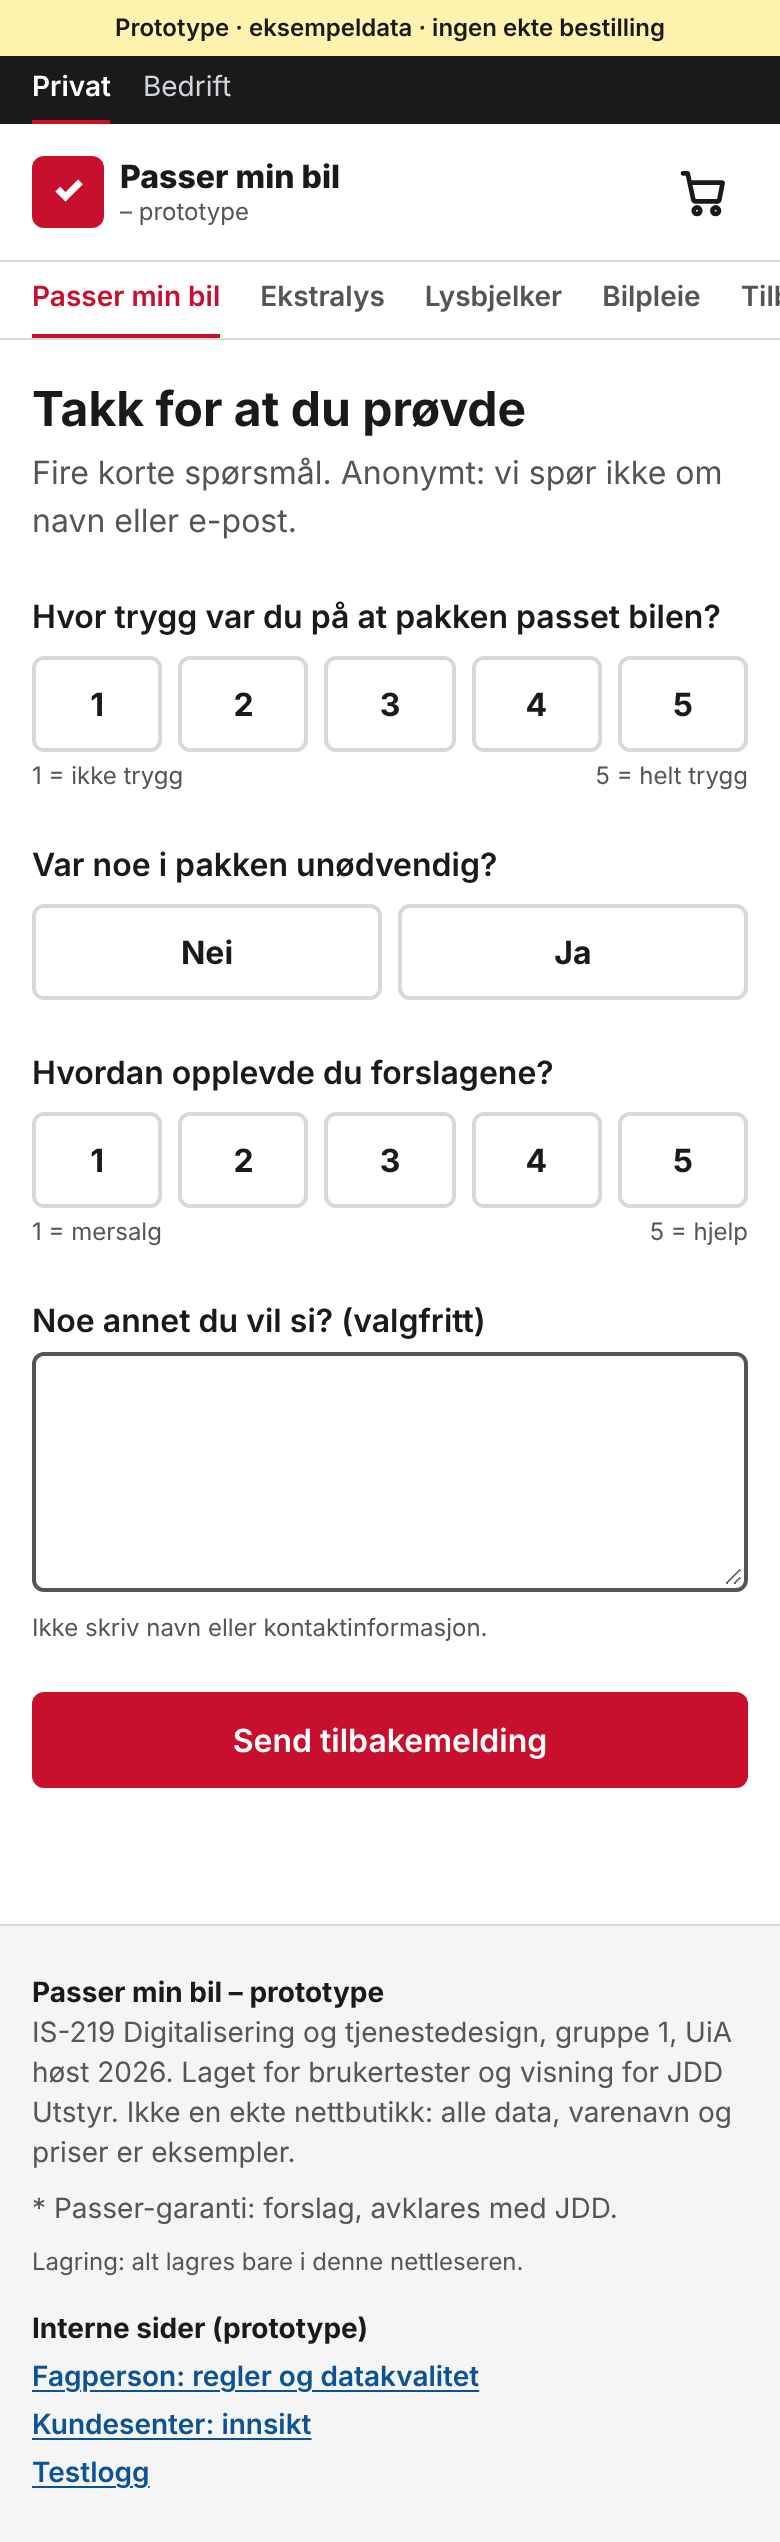 Prototype · eksempeldata · ingen ekte bestilling
Privat Bedrift
Passer min bil
– prototype
Passer min bil Ekstralys Lysbjelker Bilpleie Tilb
Takk for at du prøvde
Fire korte spørsmål. Anonymt: vi spør ikke om
navn eller e-post.
Hvor trygg var du på at pakken passet bilen?
1 2 3 4 5
1 = ikke trygg 5 = helt trygg
Var noe i pakken unødvendig?
Nei Ja
Hvordan opplevde du forslagene?
1 2 3 4 5
1 = mersalg 5 = hjelp
Noe annet du vil si? (valgfritt)
Ikke skriv navn eller kontaktinformasjon.
Send tilbakemelding
Passer min bil – prototype
IS-219 Digitalisering og tjenestedesign, gruppe 1, UiA
høst 2026. Laget for brukertester og visning for JDD
Utstyr. Ikke en ekte nettbutikk: alle data, varenavn og
priser er eksempler.
* Passer-garanti: forslag, avklares med JDD.
Lagring: alt lagres bare i denne nettleseren.
Interne sider (prototype)
Fagperson: regler og datakvalitet
Kundesenter: innsikt
Testlogg